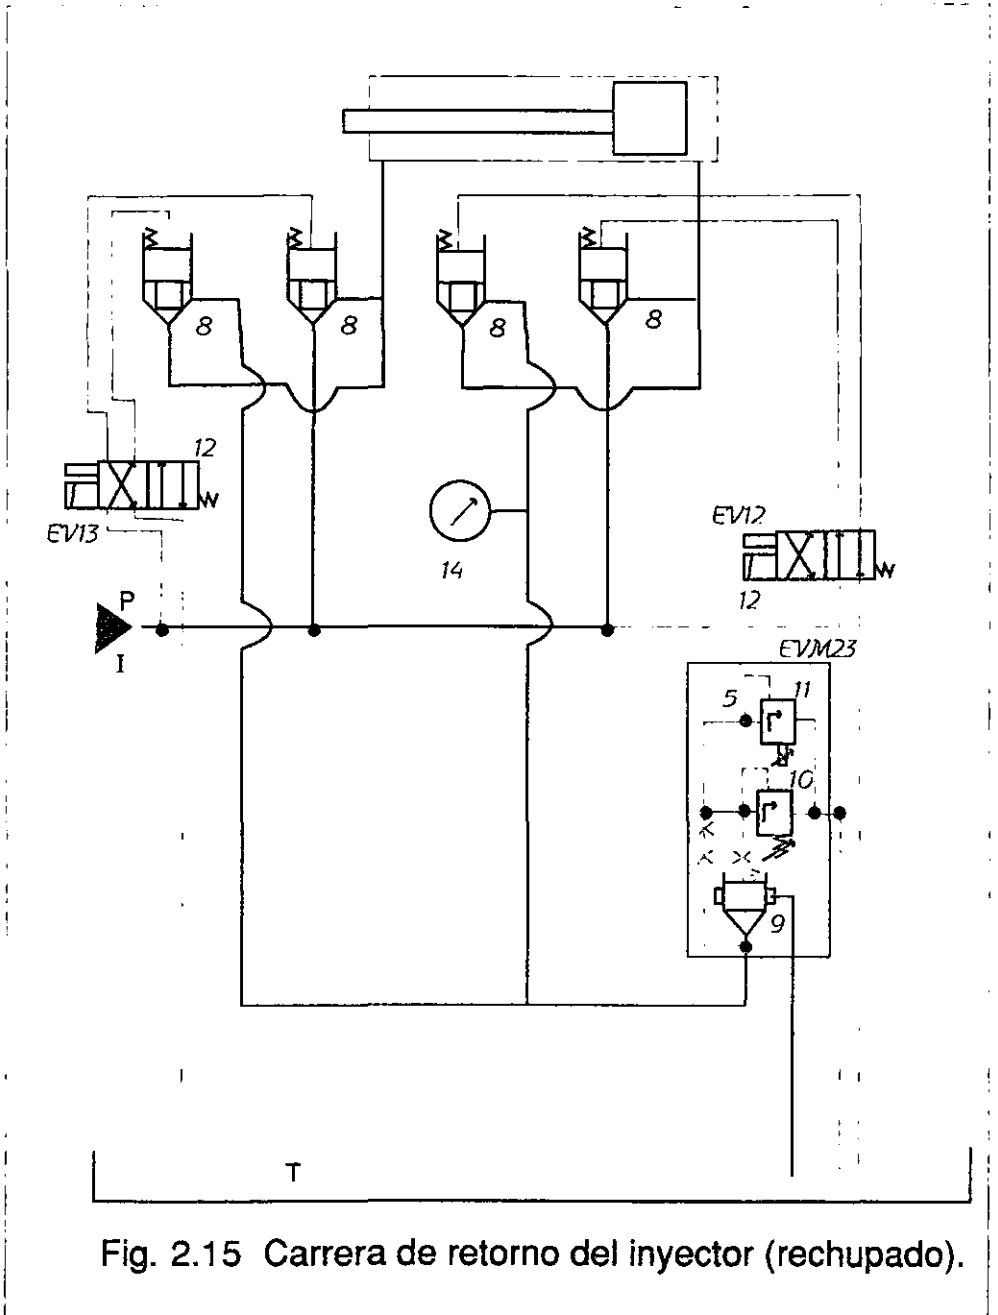 8
8
8
8
12
EV13
14
EV12
12
P
I
EVM23
5
11
10
9
T
Fig. 2.15 Carrera de retorno del inyector (rechupado).